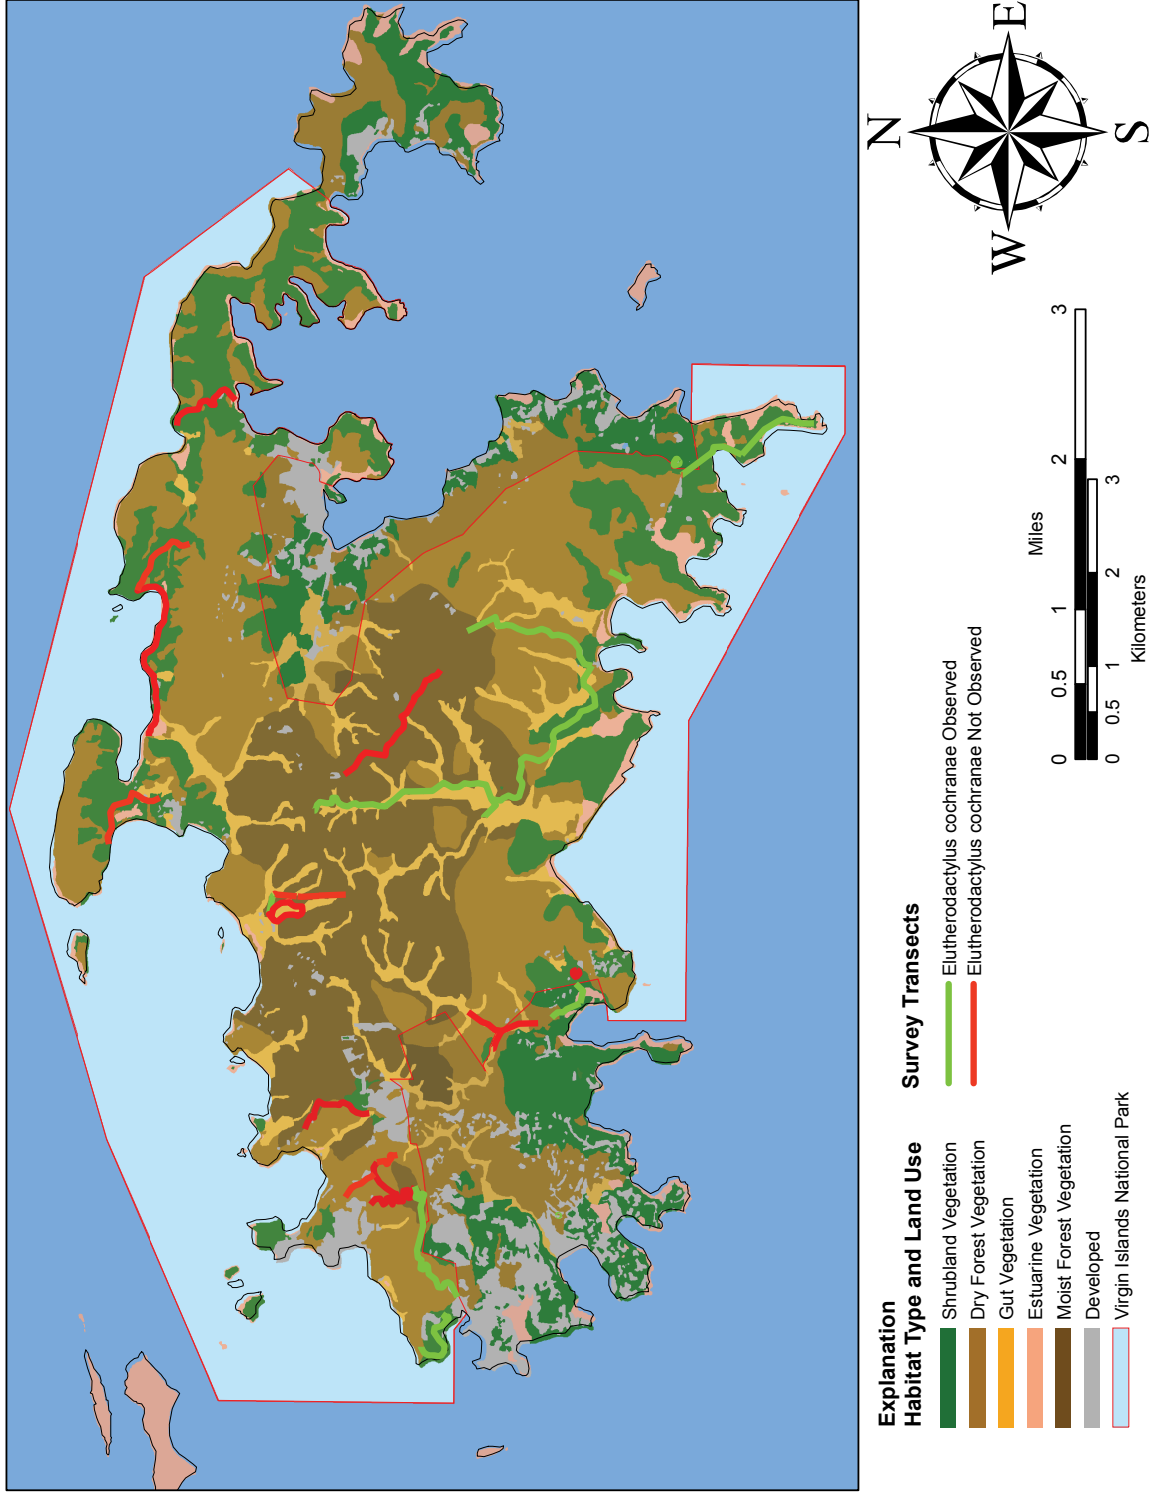 N
E
S
W
Explanation
Habitat Type and Land Use
Shrubland Vegetation
Dry Forest Vegetation
Gut Vegetation
Estuarine Vegetation
Moist Forest Vegetation
Developed
Virgin Islands National Park
Survey Transects
Eleutherodactylus cochranae Observed
Eleutherodactylus cochranae Not Observed
Miles
0 0.5 1 2 3
0 0.5 1 2 3
Kilometers